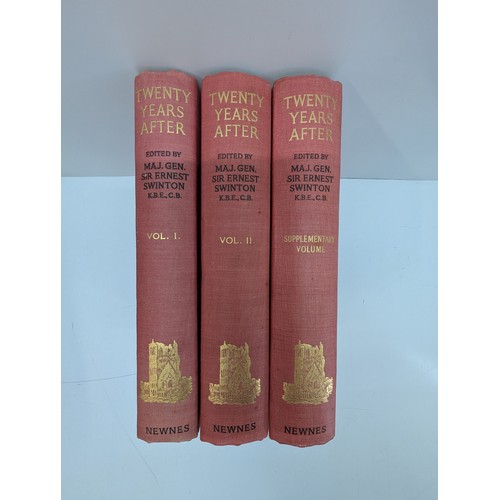 TWENTY
YEARS
AFTER
EDITED BY
MAJ. GEN.
SIR ERNEST
SWINTON
K.B.E., C.B.
VOL. I.
NEWNES
TWENTY
YEARS
AFTER
EDITED BY
MAJ. GEN.
SIR ERNEST
SWINTON
K.B.E., C.B.
VOL. II
NEWNES
TWENTY
YEARS
AFTER
EDITED BY
MAJ. GEN.
SIR ERNEST
SWINTON
K.B.E., C.B.
SUPPLEMENTARY
VOLUME
NEWNES